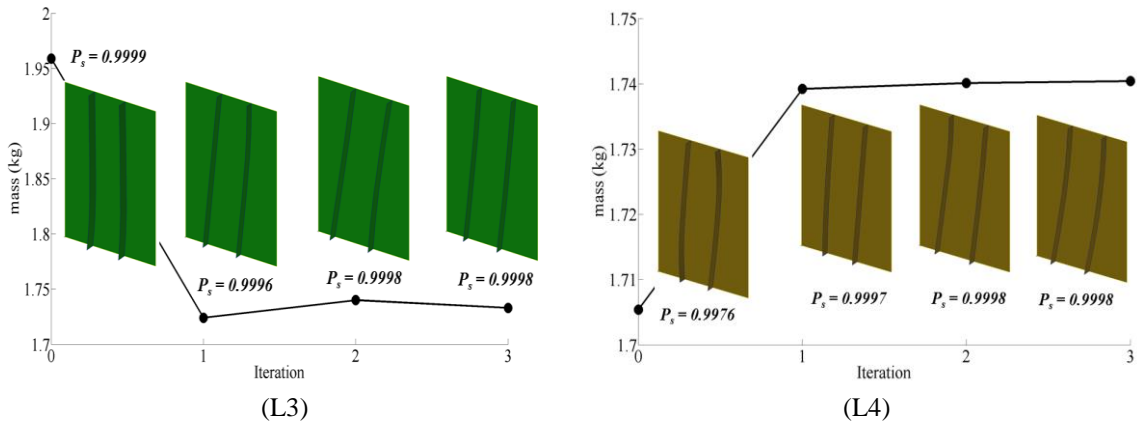 2
1.95
1.9
1.85
1.8
1.75
1.7
mass (kg)
P_s = 0.9999
P_s = 0.9996
P_s = 0.9998
P_s = 0.9998
0 1 2 3
Iteration
(L3)
1.75
1.74
1.73
1.72
1.71
1.7
mass (kg)
P_s = 0.9976
P_s = 0.9997
P_s = 0.9998
P_s = 0.9998
0 1 2 3
Iteration
(L4)